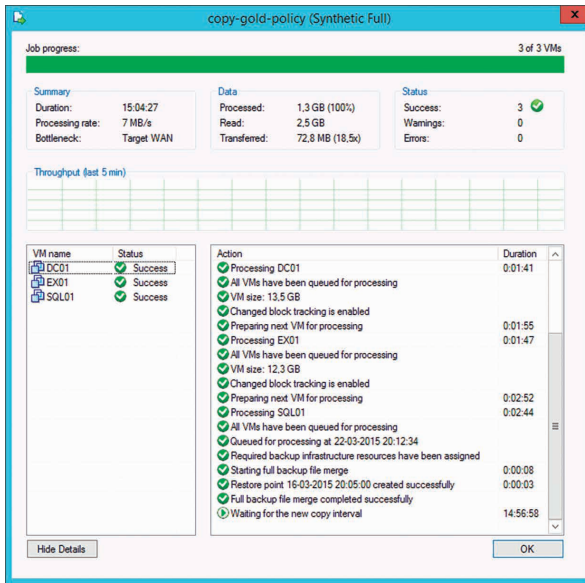 copy-gold-policy (Synthetic Full)
x
Job progress: 3 of 3 VMs
Summary
Duration: 15:04:27
Processing rate: 7 MB/s
Bottleneck: Target WAN
Data
Processed: 1,3 GB (100%)
Read: 2,5 GB
Transferred: 72,8 MB (18,5x)
Status
Success: 3
Warnings: 0
Errors: 0
Throughput (last 5 min)
VM name Status
DC01 Success
EX01 Success
SQL01 Success
Action Duration
Processing DC01 0:01:41
All VMs have been queued for processing
VM size: 13,5 GB
Changed block tracking is enabled
Preparing next VM for processing 0:01:55
Processing EX01 0:01:47
All VMs have been queued for processing
VM size: 12,3 GB
Changed block tracking is enabled
Preparing next VM for processing 0:02:52
Processing SQL01 0:02:44
All VMs have been queued for processing
Queued for processing at 22-03-2015 20:12:34
Required backup infrastructure resources have been assigned
Starting full backup file merge 0:00:08
Restore point 16-03-2015 20:05:00 created successfully 0:00:03
Full backup file merge completed successfully
Waiting for the new copy interval 14:56:58
Hide Details OK